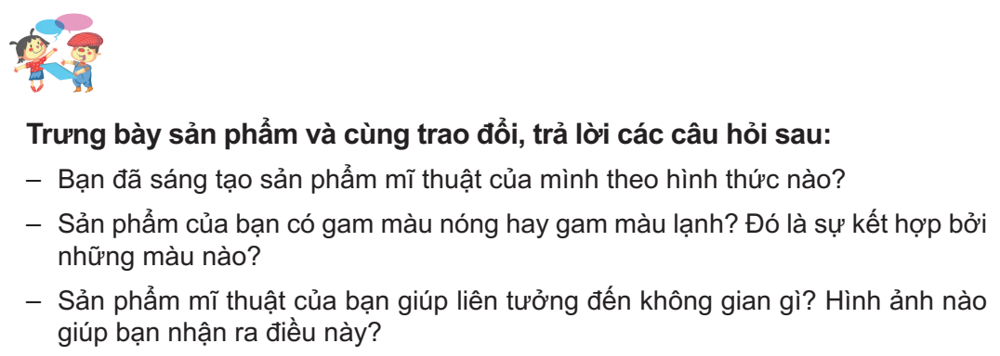 Trưng bày sản phẩm và cùng trao đổi, trả lời các câu hỏi sau:
– Bạn đã sáng tạo sản phẩm mĩ thuật của mình theo hình thức nào?
– Sản phẩm của bạn có gam màu nóng hay gam màu lạnh? Đó là sự kết hợp bởi
những màu nào?
– Sản phẩm mĩ thuật của bạn giúp liên tưởng đến không gian gì? Hình ảnh nào
giúp bạn nhận ra điều này?